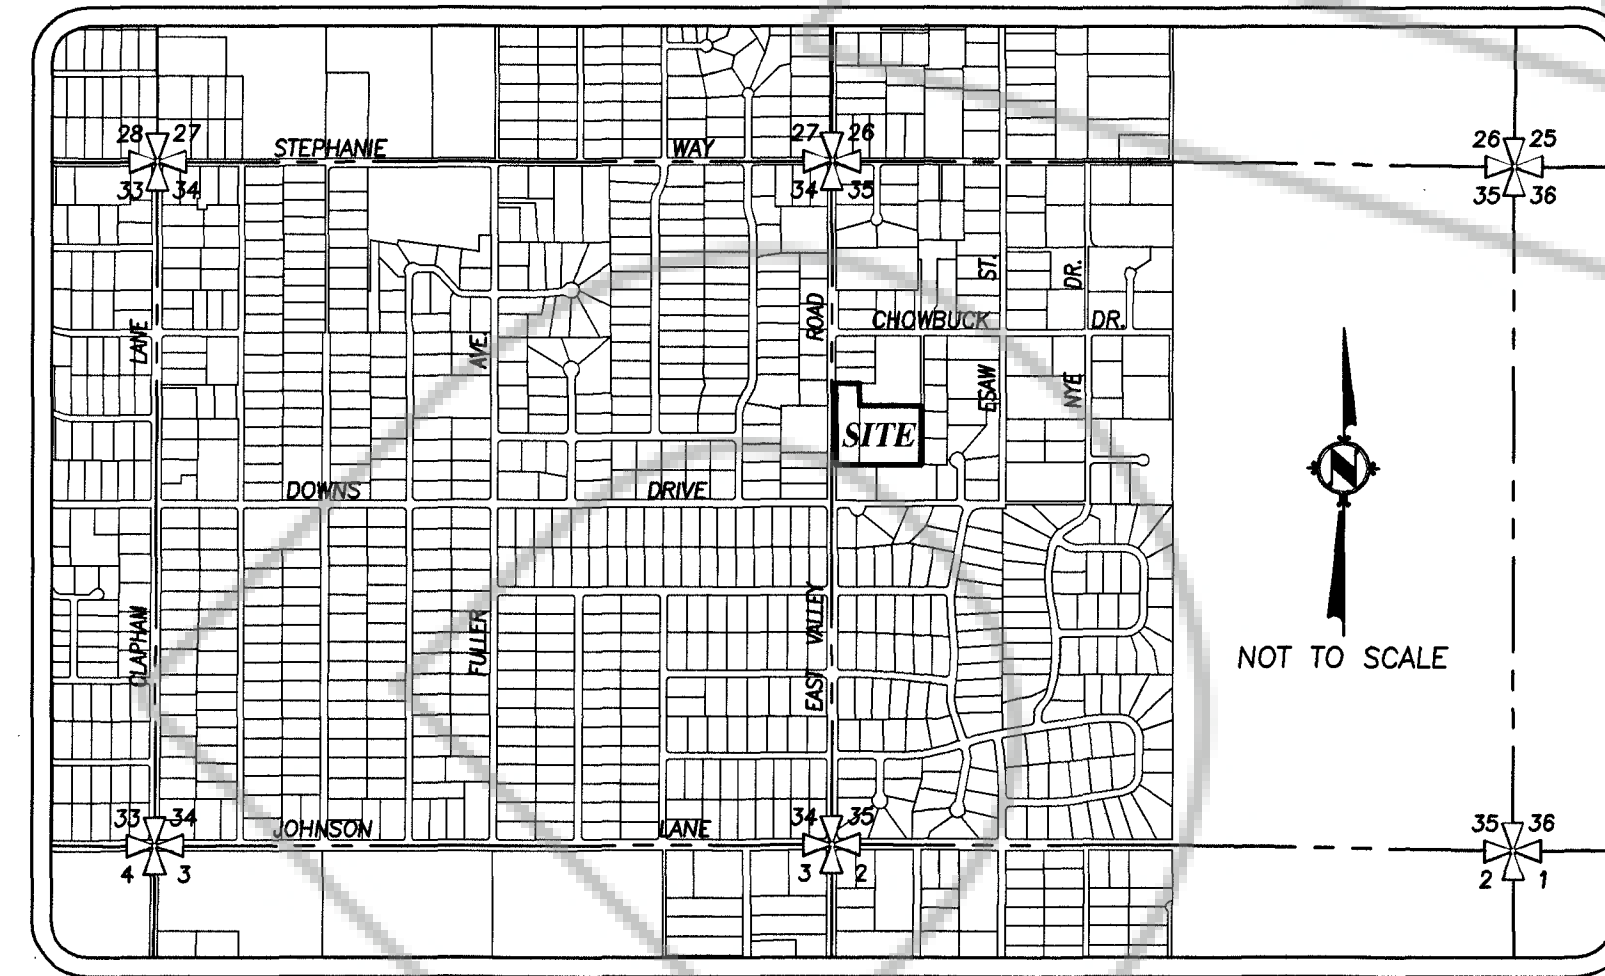 28 27
33 34
STEPHANIE WAY
27 26
34 35
26 25
35 36
LANE
AVE.
ROAD
ST.
DR.
CHOWBUCK DR.
ESAW
NYE
SITE
DOWNS DRIVE
N
NOT TO SCALE
CLAPHAM
FULLER
EAST VALLEY
33 34
4 3
JOHNSON LANE
34 35
3 2
35 36
2 1